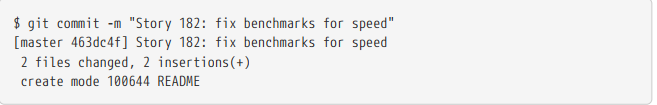 $ git commit -m "Story 182: fix benchmarks for speed"
[master 463dc4f] Story 182: fix benchmarks for speed
 2 files changed, 2 insertions(+)
 create mode 100644 README